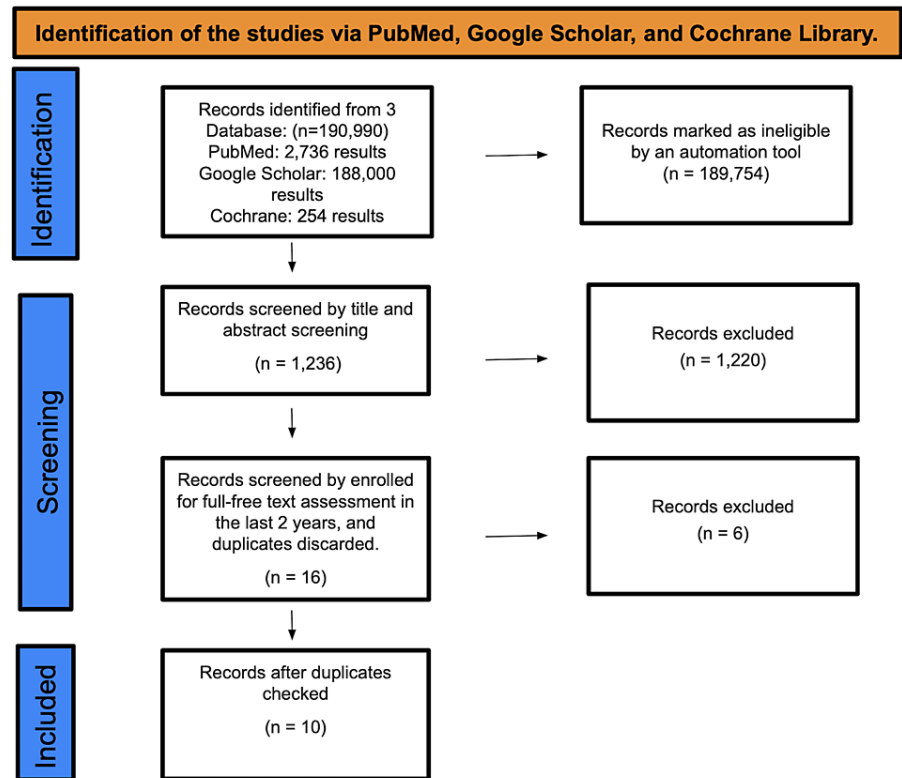 Identification of the studies via PubMed, Google Scholar, and Cochrane Library.
Identification
Records identified from 3
Database: (n=190,990)
PubMed: 2,736 results
Google Scholar: 188,000
results
Cochrane: 254 results
Records marked as ineligible
by an automation tool
(n = 189,754)
Screening
Records screened by title and
abstract screening
(n = 1,236)
Records excluded
(n = 1,220)
Records screened by enrolled
for full-free text assessment in
the last 2 years, and
duplicates discarded.
(n = 16)
Records excluded
(n = 6)
Included
Records after duplicates
checked
(n = 10)